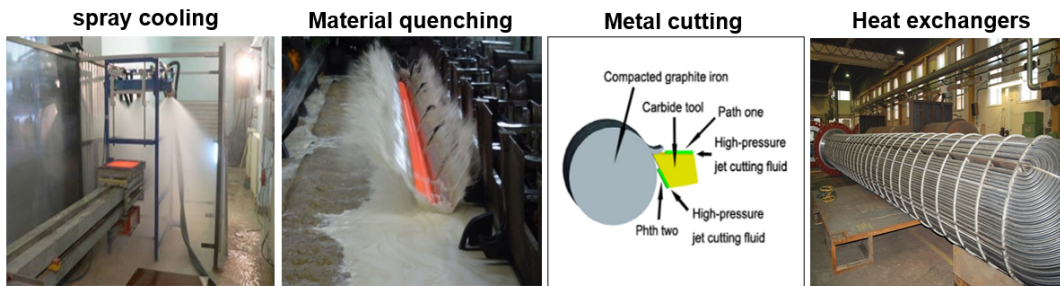 spray cooling
Material quenching
Metal cutting
Heat exchangers
Compacted graphite iron
Carbide tool
Path one
High-pressure
jet cutting fluid
High-pressure
jet cutting fluid
Phth two